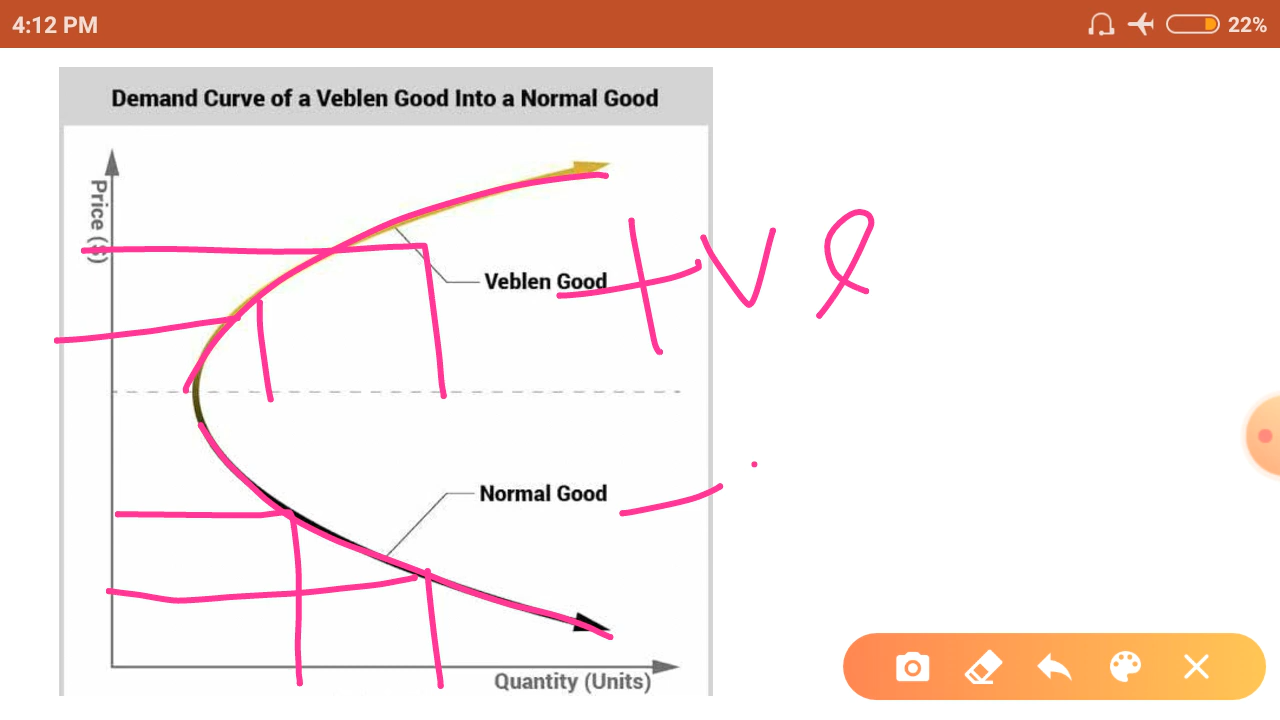 4:12 PM
22%
Demand Curve of a Veblen Good Into a Normal Good
Price ($)
Veblen Good
+ve
Normal Good
-
Quantity (Units)